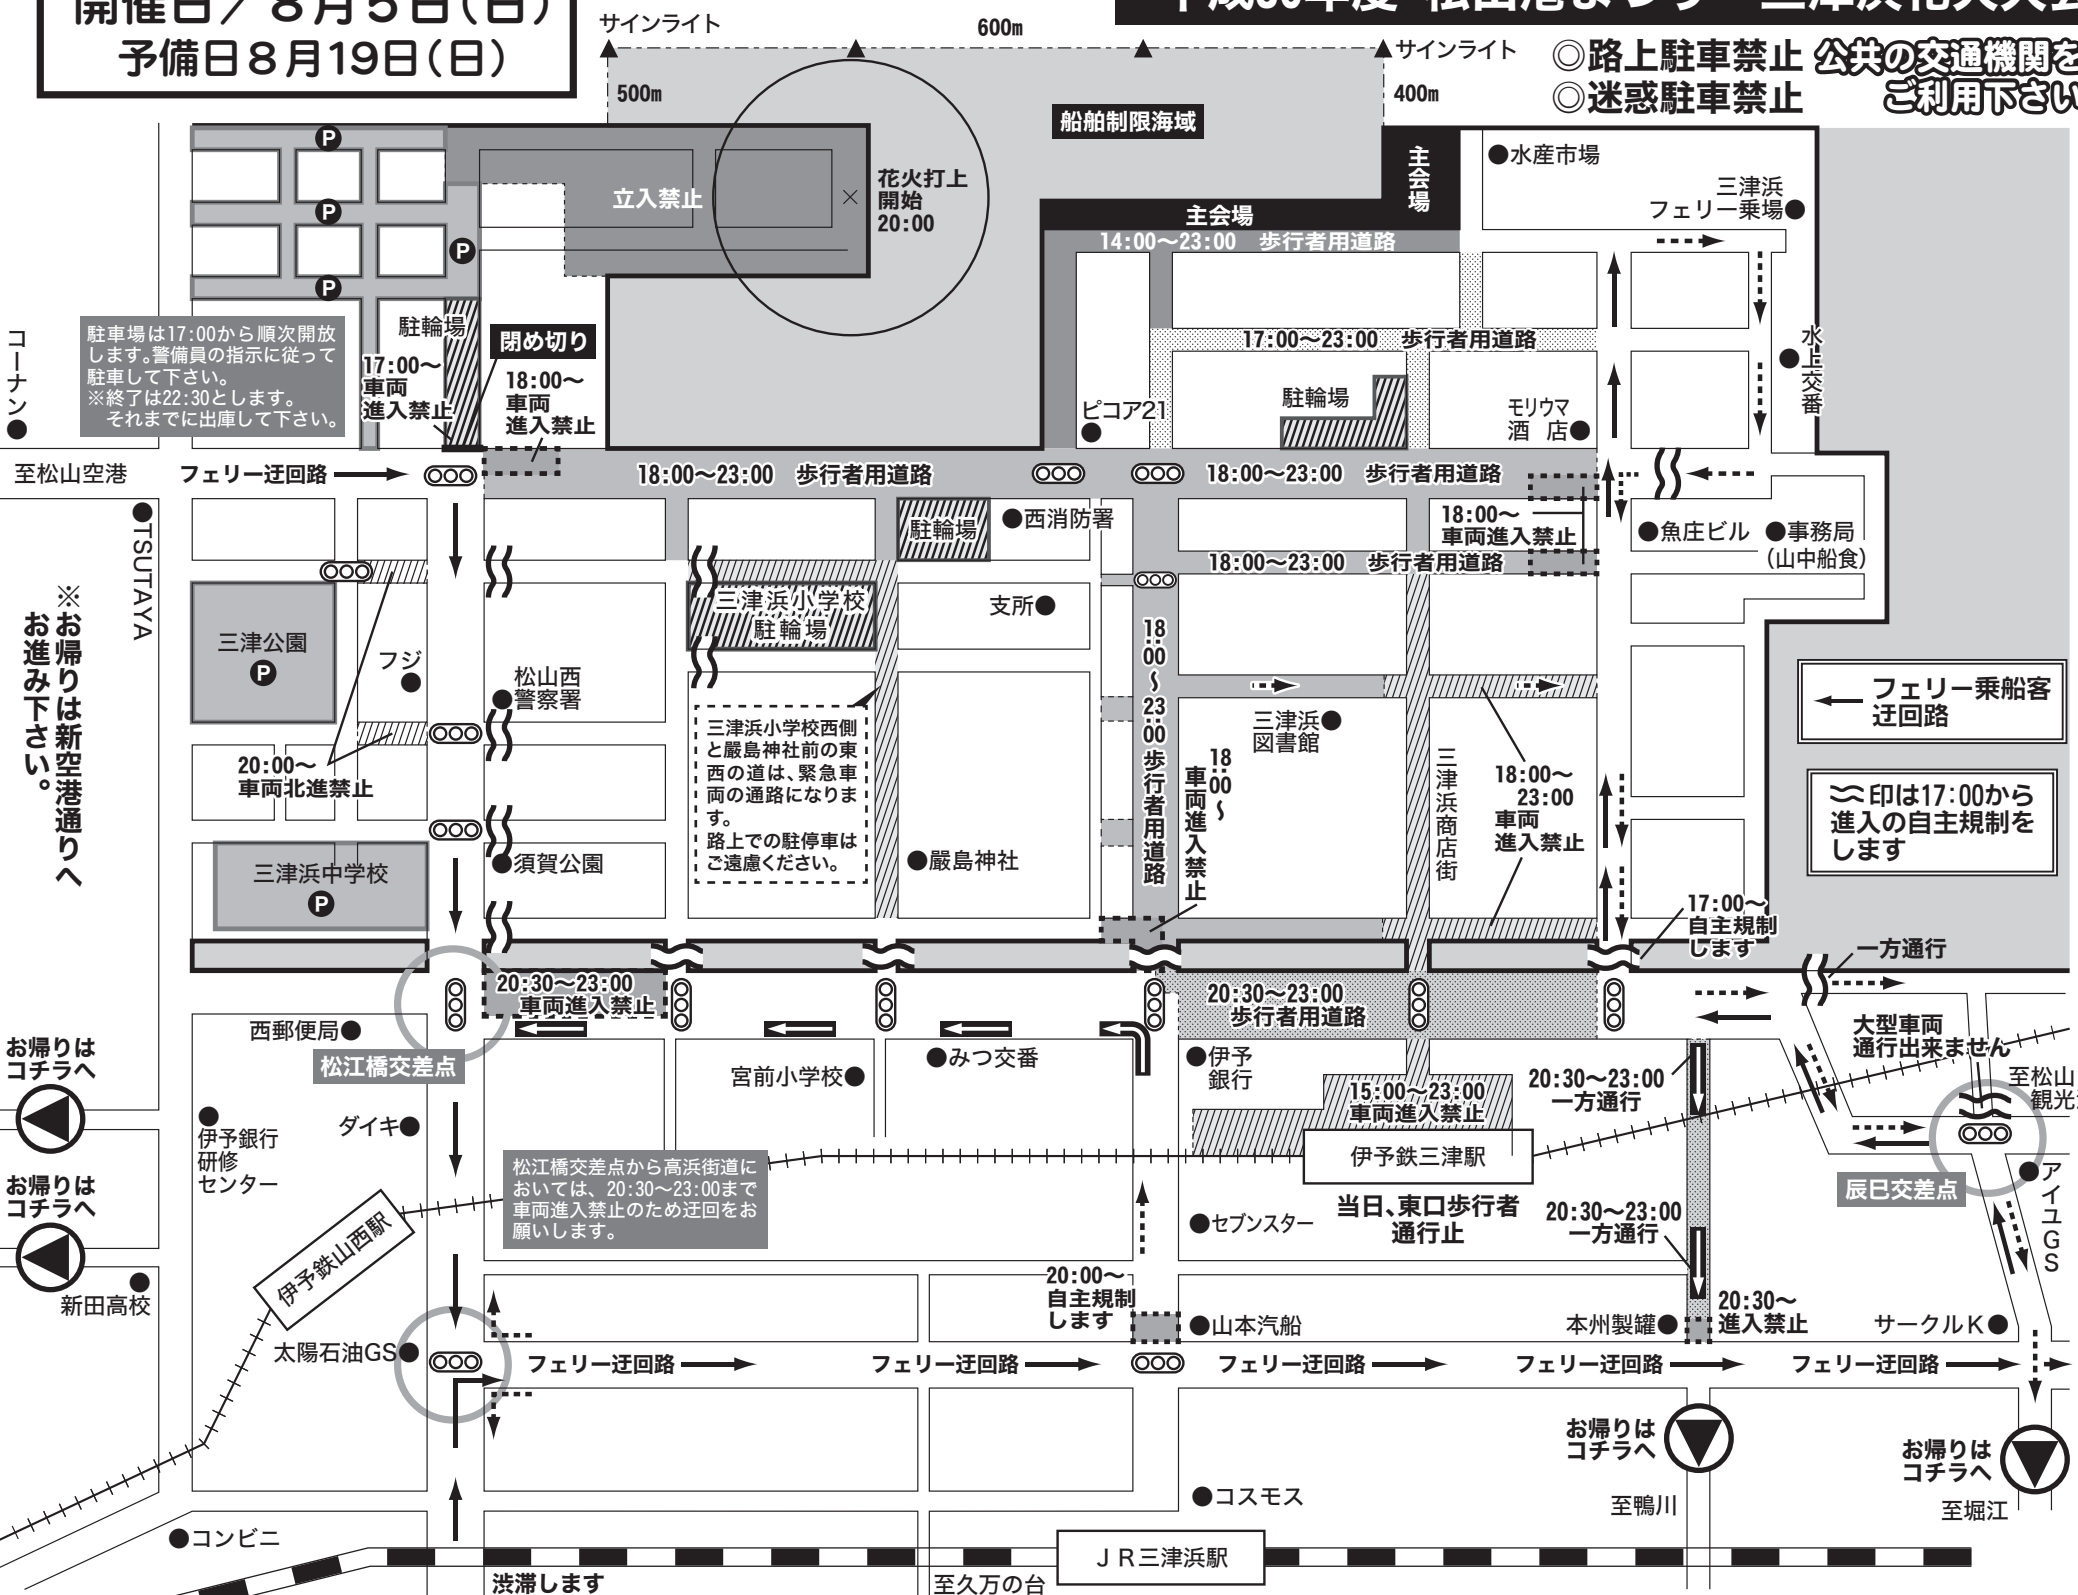 開催日／8月5日(日)
予備日8月19日(日)
サインライト
600m
サインライト
◎路上駐車禁止
公共の交通機関を
◎迷惑駐車禁止
ご利用下さい
500m
400m
船舶制限海域
P
立入禁止
花火打上
開始
20:00
主会場
主会場
●水産市場
三津浜
フェリー乗場●
14:00〜23:00 歩行者用道路
P
P
P
コーナン●
駐車場は17:00から順次開放
します。警備員の指示に従って
駐車して下さい。
※終了は22:30とします。
それまでに出庫して下さい。
駐輪場
17:00〜
車両
進入禁止
閉め切り
18:00〜
車両
進入禁止
17:00〜23:00 歩行者用道路
駐輪場
ピコア21
●
モリウマ
酒 店●
水上交番
●
至松山空港
フェリー迂回路
18:00〜23:00 歩行者用道路
18:00〜23:00 歩行者用道路
●TSUTAYA
駐輪場
●西消防署
18:00〜
車両進入禁止
●魚庄ビル
●事務局
(山中船食)
18:00〜23:00 歩行者用道路
※お帰りは新空港通りへ
お進み下さい。
三津公園
P
フジ
●
三津浜小学校
駐輪場
支所●
松山西
●警察署
18:00〜23:00 歩行者用道路
フェリー乗船客
迂回路
三津浜小学校西側
と嚴島神社前の東
西の道は、緊急車
両の通路になりま
す。
路上での駐停車は
ご遠慮ください。
三津浜●
図書館
18:00〜
車両進入禁止
三津浜商店街
18:00〜
23:00
車両
進入禁止
20:00〜
車両北進禁止
印は17:00から
進入の自主規制を
します
●須賀公園
●嚴島神社
三津浜中学校
P
17:00〜
自主規制
します
一方通行
20:30〜23:00
車両進入禁止
20:30〜23:00
歩行者用道路
西郵便局●
松江橋交差点
●みつ交番
●伊予
銀行
大型車両
通行出来ません
お帰りは
コチラへ
宮前小学校●
15:00〜23:00
車両進入禁止
20:30〜23:00
一方通行
至松山
●
伊予銀行
研修
センター
ダイキ●
松江橋交差点から高浜街道に
おいては、20:30〜23:00まで
車両進入禁止のため迂回をお
願いします。
伊予鉄三津駅
辰巳交差点
●アイユGS
お帰りは
コチラへ
伊予鉄山西駅
●セブンスター
当日、東口歩行者
通行止
20:30〜23:00
一方通行
●
新田高校
20:00〜
自主規制
します
●山本汽船
本州製罐●
20:30〜
進入禁止
サークルK●
太陽石油GS●
フェリー迂回路
フェリー迂回路
フェリー迂回路
フェリー迂回路
フェリー迂回路
お帰りは
コチラへ
お帰りは
コチラへ
●コスモス
至鴨川
至堀江
●コンビニ
JR三津浜駅
渋滞します
至久万の台